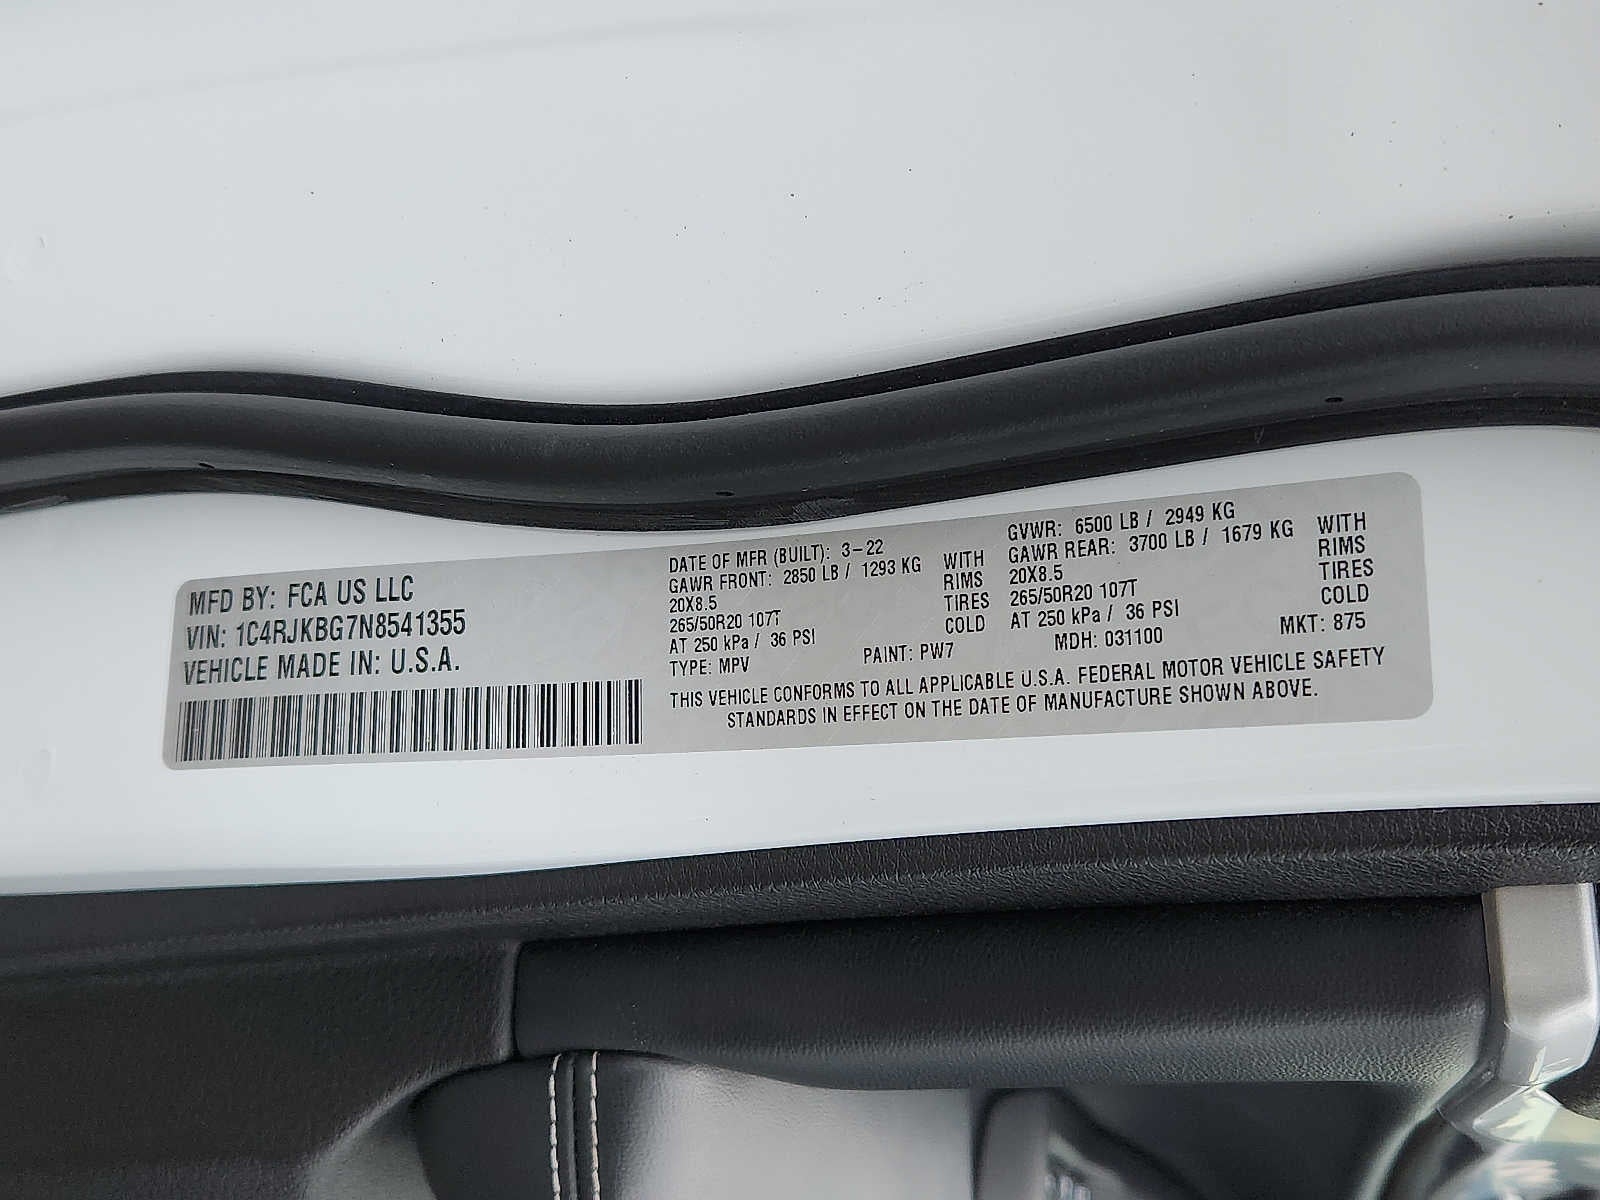 MFD BY: FCA US LLC
VIN: 1C4RJKBG7N8541355
VEHICLE MADE IN: U.S.A.
DATE OF MFR (BUILT): 3-22
GAWR FRONT: 2850 LB / 1293 KG WITH
20X8.5 RIMS
265/50R20 107T TIRES
AT 250 kPa / 36 PSI COLD
TYPE: MPV PAINT: PW7
GVWR: 6500 LB / 2949 KG
GAWR REAR: 3700 LB / 1679 KG WITH
20X8.5 RIMS
265/50R20 107T TIRES
AT 250 kPa / 36 PSI COLD
MDH: 031100 MKT: 875
THIS VEHICLE CONFORMS TO ALL APPLICABLE U.S.A. FEDERAL MOTOR VEHICLE SAFETY
STANDARDS IN EFFECT ON THE DATE OF MANUFACTURE SHOWN ABOVE.